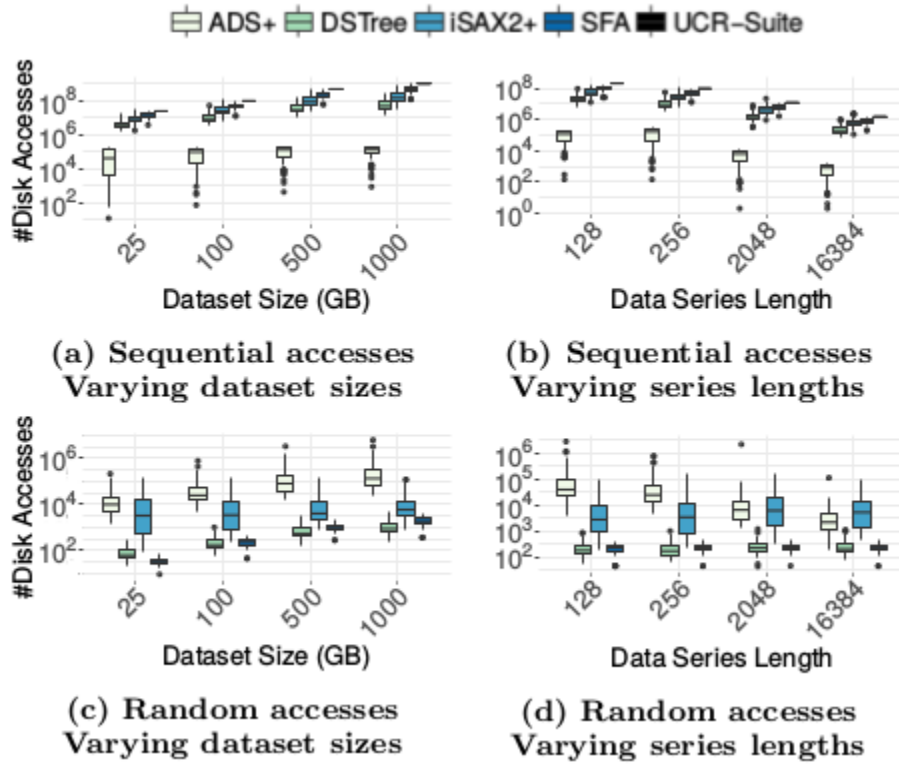 ADS+ DSTree iSAX2+ SFA UCR-Suite
#Disk Accesses
10^8
10^6
10^4
10^2
25 100 500 1000
Dataset Size (GB)
(a) Sequential accesses
Varying dataset sizes
10^8
10^6
10^4
10^2
10^0
128 256 2048 16384
Data Series Length
(b) Sequential accesses
Varying series lengths
#Disk Accesses
10^6
10^4
10^2
25 100 500 1000
Dataset Size (GB)
(c) Random accesses
Varying dataset sizes
10^6
10^5
10^4
10^3
10^2
128 256 2048 16384
Data Series Length
(d) Random accesses
Varying series lengths